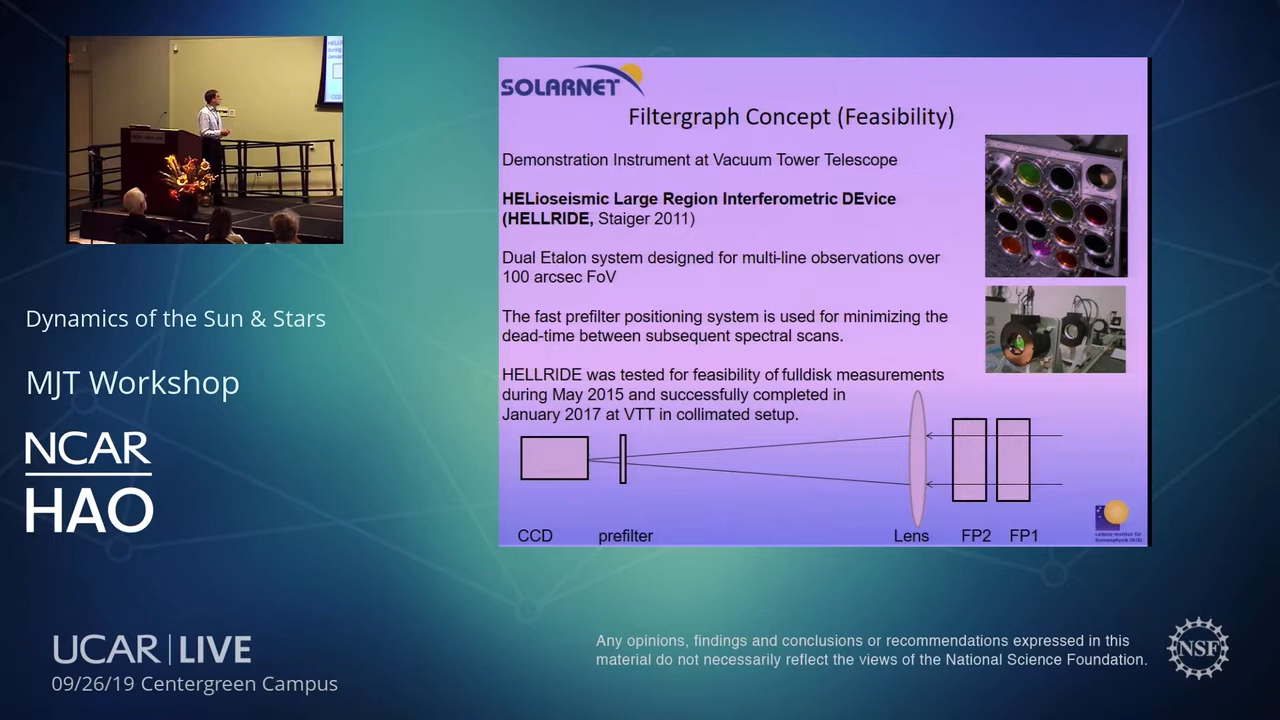 SOLARNET
Filtergraph Concept (Feasibility)
Demonstration Instrument at Vacuum Tower Telescope
HELioseismic Large Region Interferometric DEvice
(HELLRIDE, Staiger 2011)
Dual Etalon system designed for multi-line observations over
100 arcsec FoV
The fast prefilter positioning system is used for minimizing the
dead-time between subsequent spectral scans.
HELLRIDE was tested for feasibility of fulldisk measurements
during May 2015 and successfully completed in
January 2017 at VTT in collimated setup.
CCD
prefilter
Lens
FP2
FP1
Dynamics of the Sun & Stars
MJT Workshop
NCAR
HAO
UCAR | LIVE
09/26/19 Centergreen Campus
Any opinions, findings and conclusions or recommendations expressed in this
material do not necessarily reflect the views of the National Science Foundation.
NSF